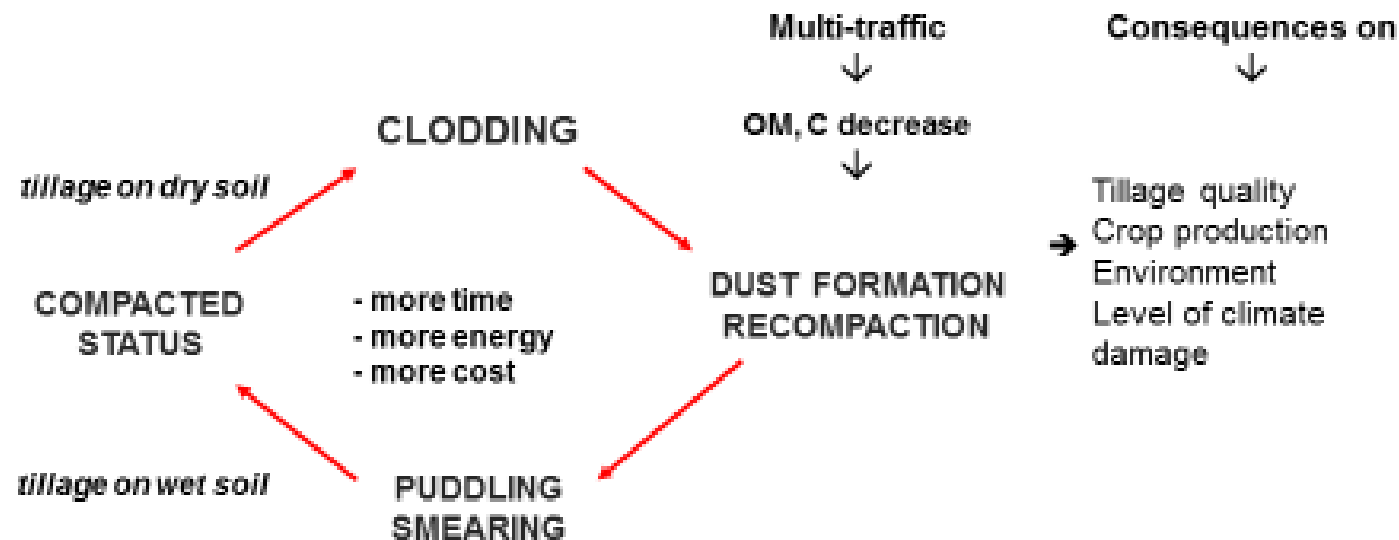 Multi-traffic
Consequences on
OM, C decrease
CLODDING
tillage on dry soil
COMPACTED
STATUS
- more time
- more energy
- more cost
DUST FORMATION
RECOMPACTION
Tillage quality
Crop production
Environment
Level of climate
damage
tillage on wet soil
PUDDLING
SMEARING